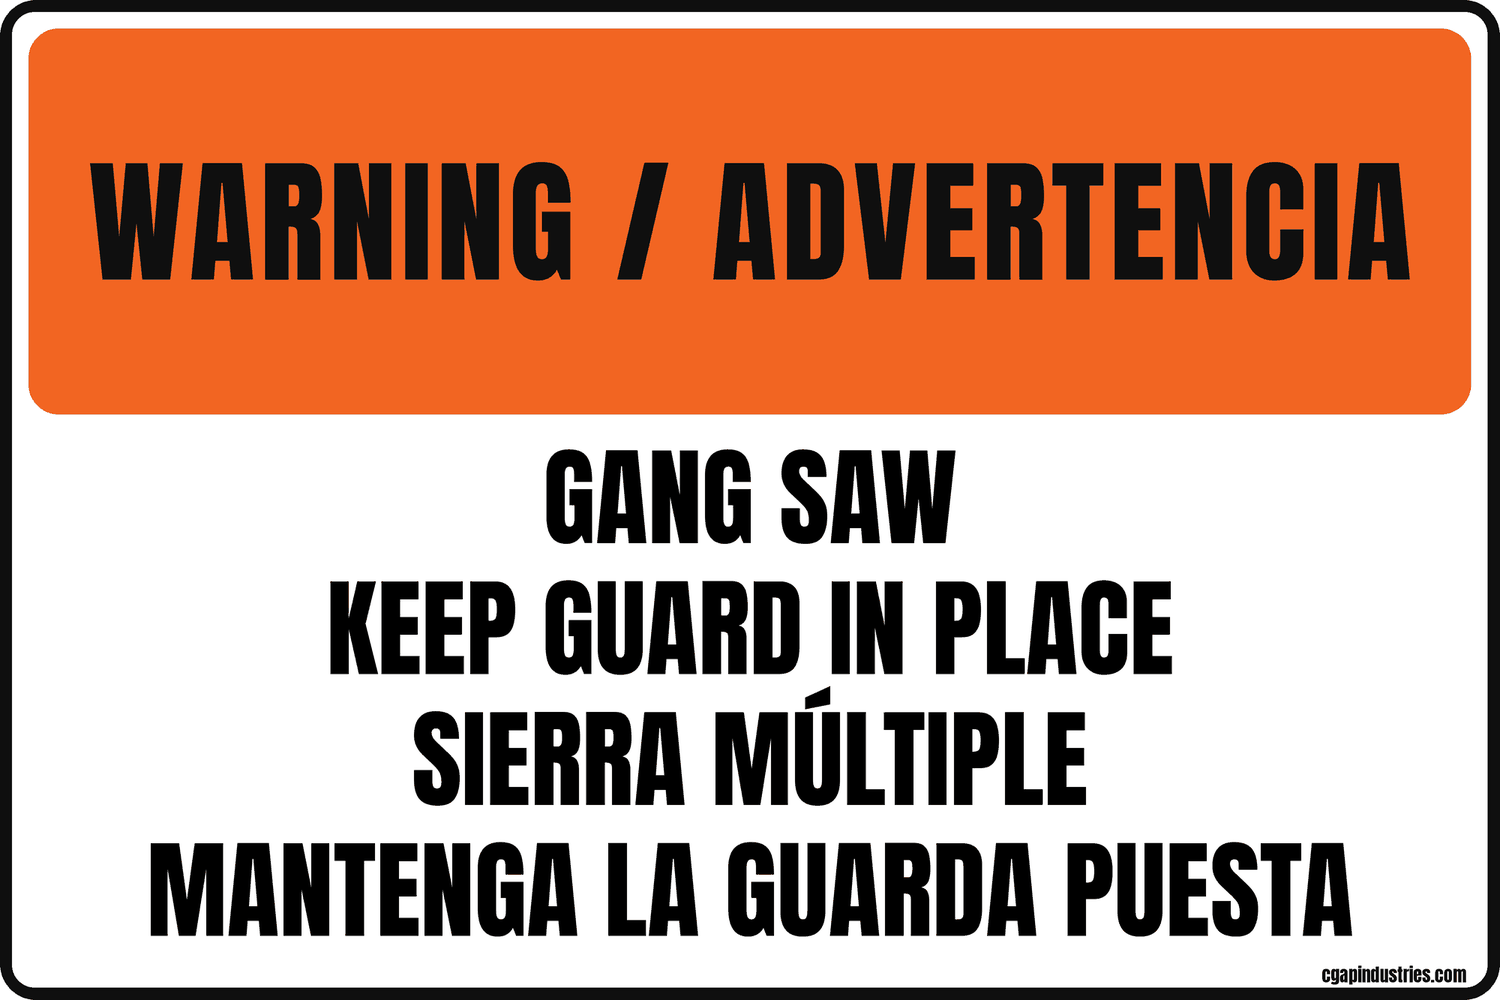 WARNING / ADVERTENCIA
GANG SAW
KEEP GUARD IN PLACE
SIERRA MÚLTIPLE
MANTENGA LA GUARDA PUESTA
cgapindustries.com